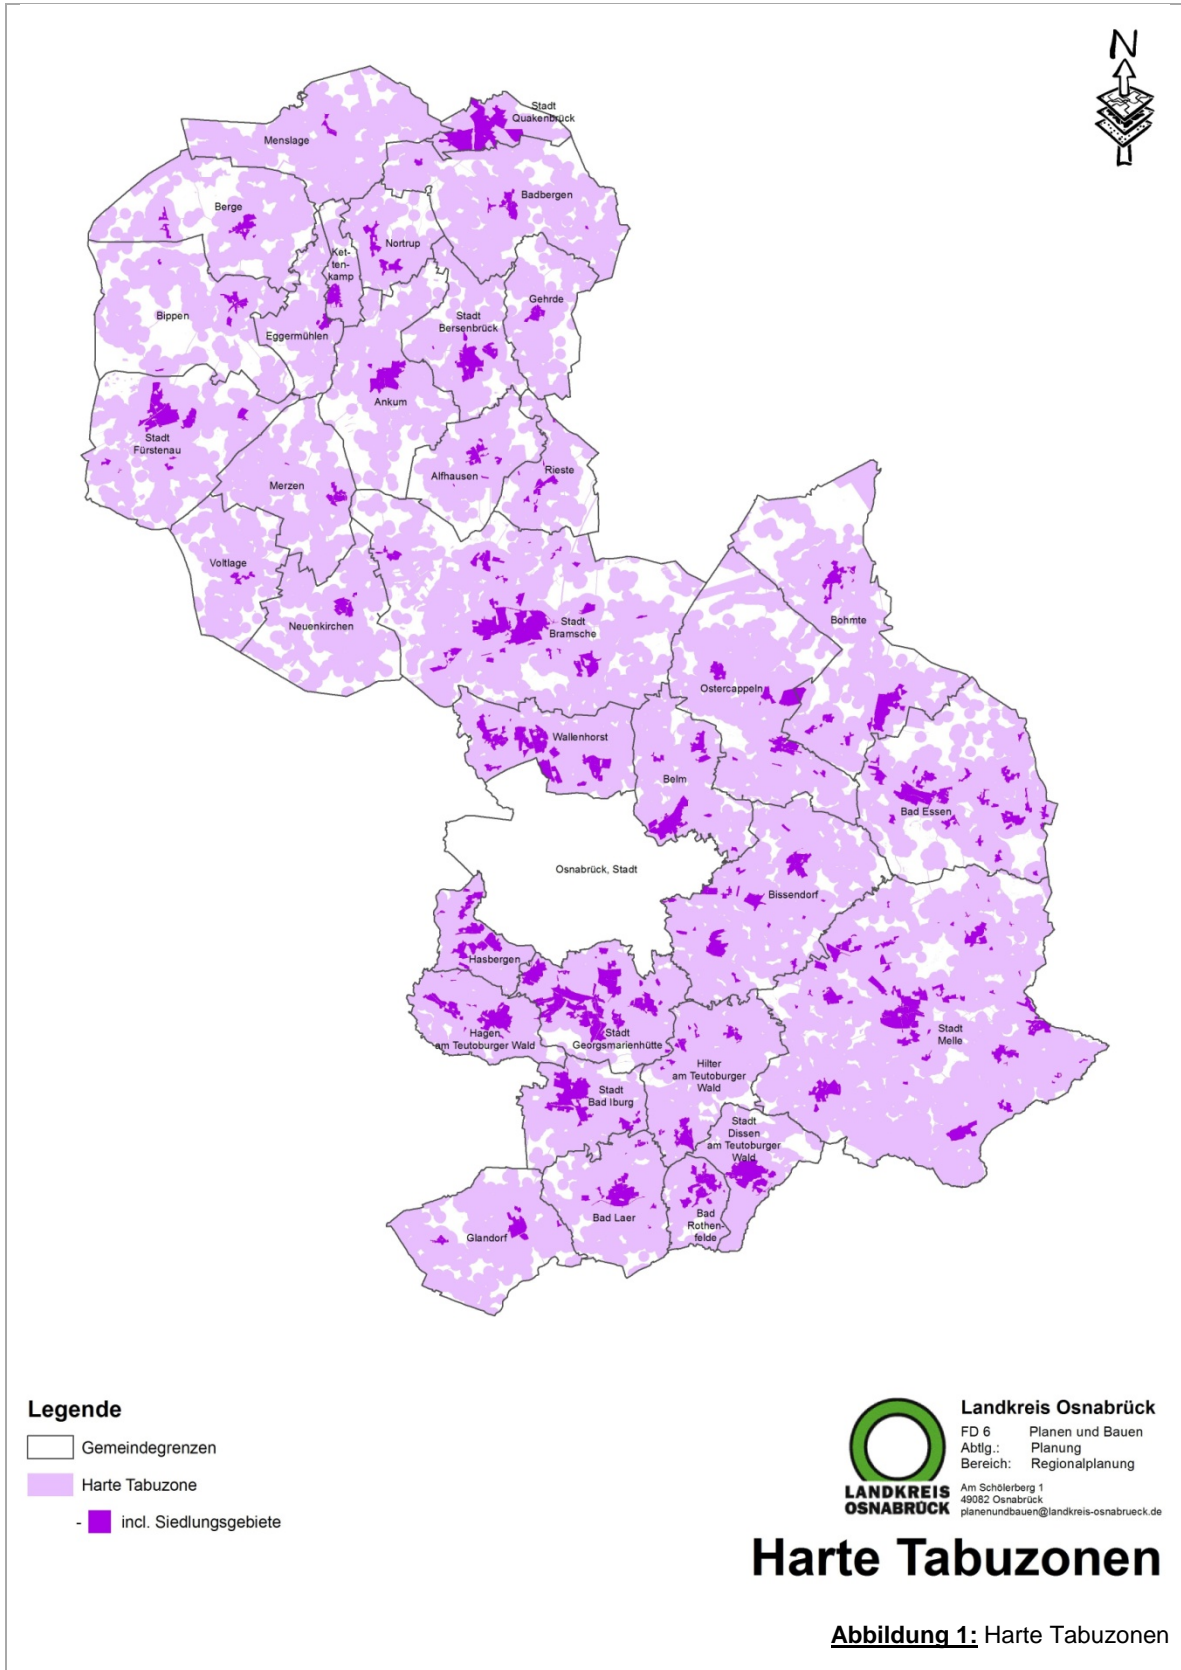 N
Stadt
Quakenbrück
Menslage
Badbergen
Berge
Nortrup
Ket-
ten-
kamp
Gehrde
Bippen
Stadt
Bersenbrück
Eggermühlen
Ankum
Stadt
Fürstenau
Alfhausen
Rieste
Merzen
Voltlage
Neuenkirchen
Stadt
Bramsche
Bohmte
Ostercappeln
Wallenhorst
Belm
Bad Essen
Osnabrück, Stadt
Bissendorf
Hasbergen
Hagen
am Teutoburger Wald
Stadt
Georgsmarienhütte
Stadt
Melle
Hilter
am Teutoburger
Wald
Stadt
Bad Iburg
Stadt
Dissen
am Teutoburger
Wald
Bad Laer
Bad
Rothen-
felde
Glandorf
Legende
Gemeindegrenzen
Harte Tabuzone
- incl. Siedlungsgebiete
LANDKREIS
OSNABRÜCK
Landkreis Osnabrück
FD 6 Planen und Bauen
Abtlg.: Planung
Bereich: Regionalplanung
Am Schölerberg 1
49082 Osnabrück
planenundbauen@landkreis-osnabrueck.de
Harte Tabuzonen
Abbildung 1: Harte Tabuzonen